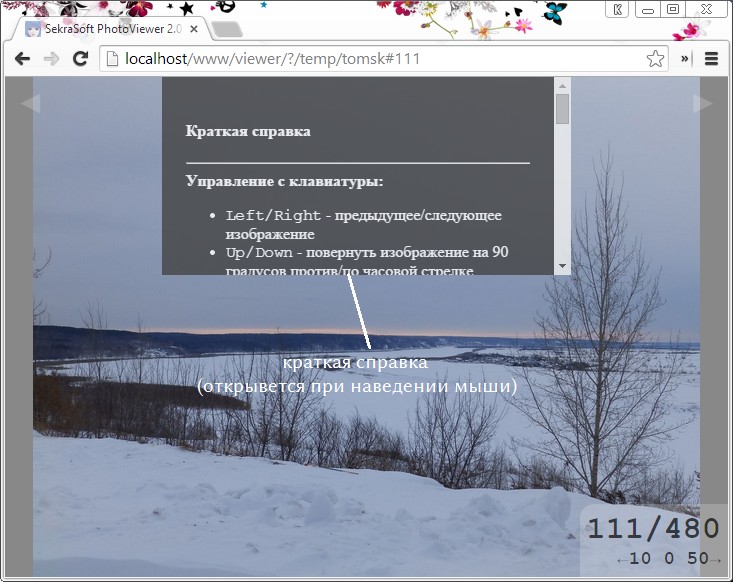 K
SekraSoft PhotoViewer 2.0
localhost/www/viewer/?/temp/tomsk#111
Краткая справка
Управление с клавиатуры:
• Left/Right - предыдущее/следующее
изображение
• Up/Down - повернуть изображение на 90
градусов против/по часовой стрелке
краткая справка
(открывется при наведении мыши)
111/480
←10 0 50→